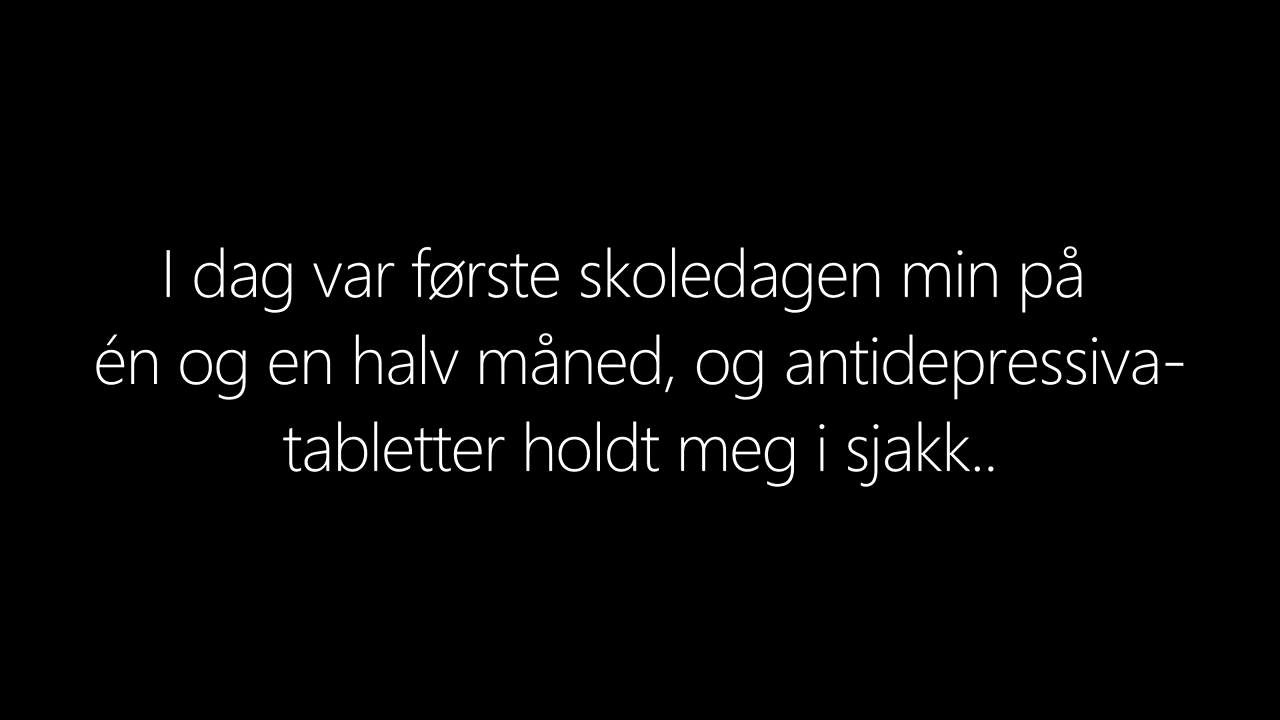 I dag var første skoledagen min på
én og en halv måned, og antidepressiva-
tabletter holdt meg i sjakk..